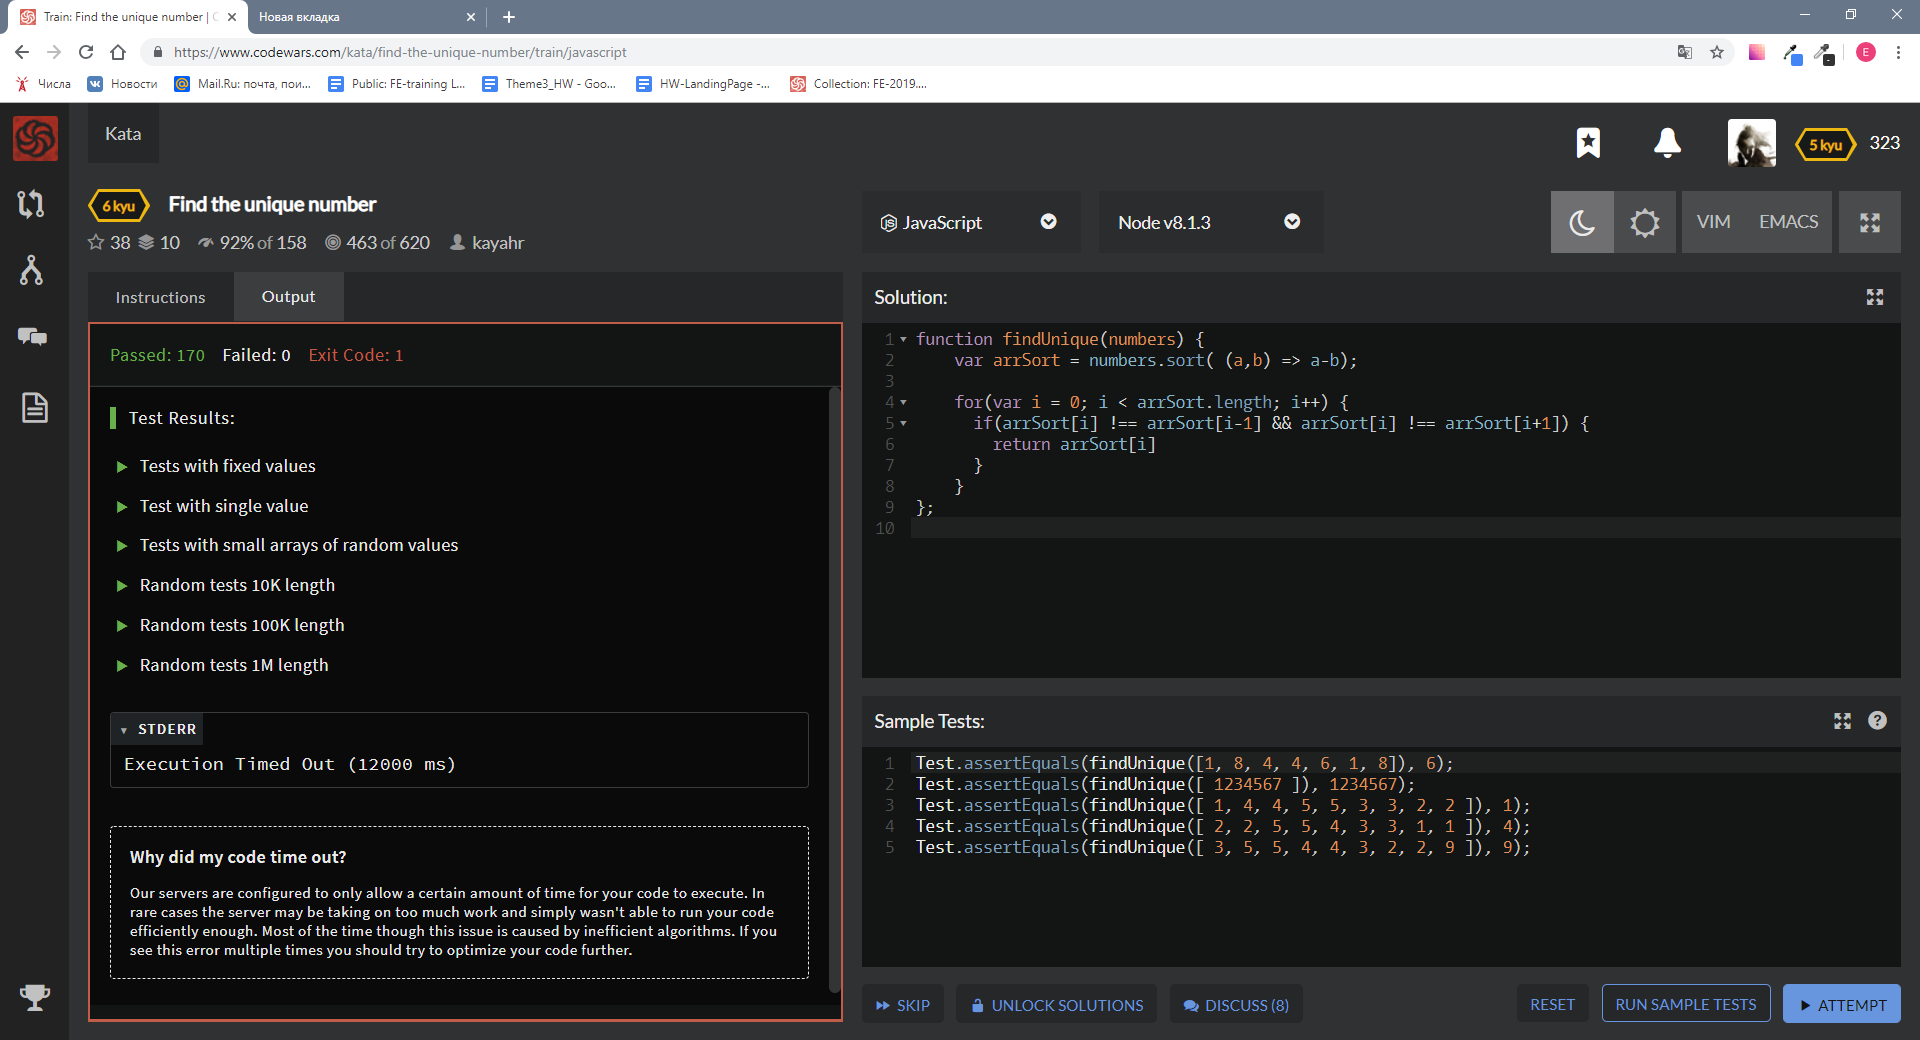 Train: Find the unique number | C
Новая вкладка
https://www.codewars.com/kata/find-the-unique-number/train/javascript
E
Числа
Новости
Mail.Ru: почта, пои...
Public: FE-training L...
Theme3_HW - Goo...
HW-LandingPage -...
Collection: FE-2019....
Kata
5 kyu
323
6 kyu
Find the unique number
38 10 92% of 158 463 of 620 kayahr
JavaScript
Node v8.1.3
VIM
EMACS
Instructions
Output
Passed: 170 Failed: 0 Exit Code: 1
Test Results:
Tests with fixed values
Test with single value
Tests with small arrays of random values
Random tests 10K length
Random tests 100K length
Random tests 1M length
STDERR
Execution Timed Out (12000 ms)
Why did my code time out?
Our servers are configured to only allow a certain amount of time for your code to execute. In
rare cases the server may be taking on too much work and simply wasn't able to run your code
efficiently enough. Most of the time though this issue is caused by inefficient algorithms. If you
see this error multiple times you should try to optimize your code further.
Solution:
1 function findUnique(numbers) {
2 var arrSort = numbers.sort( (a,b) => a-b);
3
4 for(var i = 0; i < arrSort.length; i++) {
5 if(arrSort[i] !== arrSort[i-1] && arrSort[i] !== arrSort[i+1]) {
6 return arrSort[i]
7 }
8 }
9 };
10
Sample Tests:
1 Test.assertEquals(findUnique([1, 8, 4, 4, 6, 1, 8]), 6);
2 Test.assertEquals(findUnique([ 1234567 ]), 1234567);
3 Test.assertEquals(findUnique([ 1, 4, 4, 5, 5, 3, 3, 2, 2 ]), 1);
4 Test.assertEquals(findUnique([ 2, 2, 5, 5, 4, 3, 3, 1, 1 ]), 4);
5 Test.assertEquals(findUnique([ 3, 5, 5, 4, 4, 3, 2, 2, 9 ]), 9);
SKIP
UNLOCK SOLUTIONS
DISCUSS (8)
RESET
RUN SAMPLE TESTS
ATTEMPT